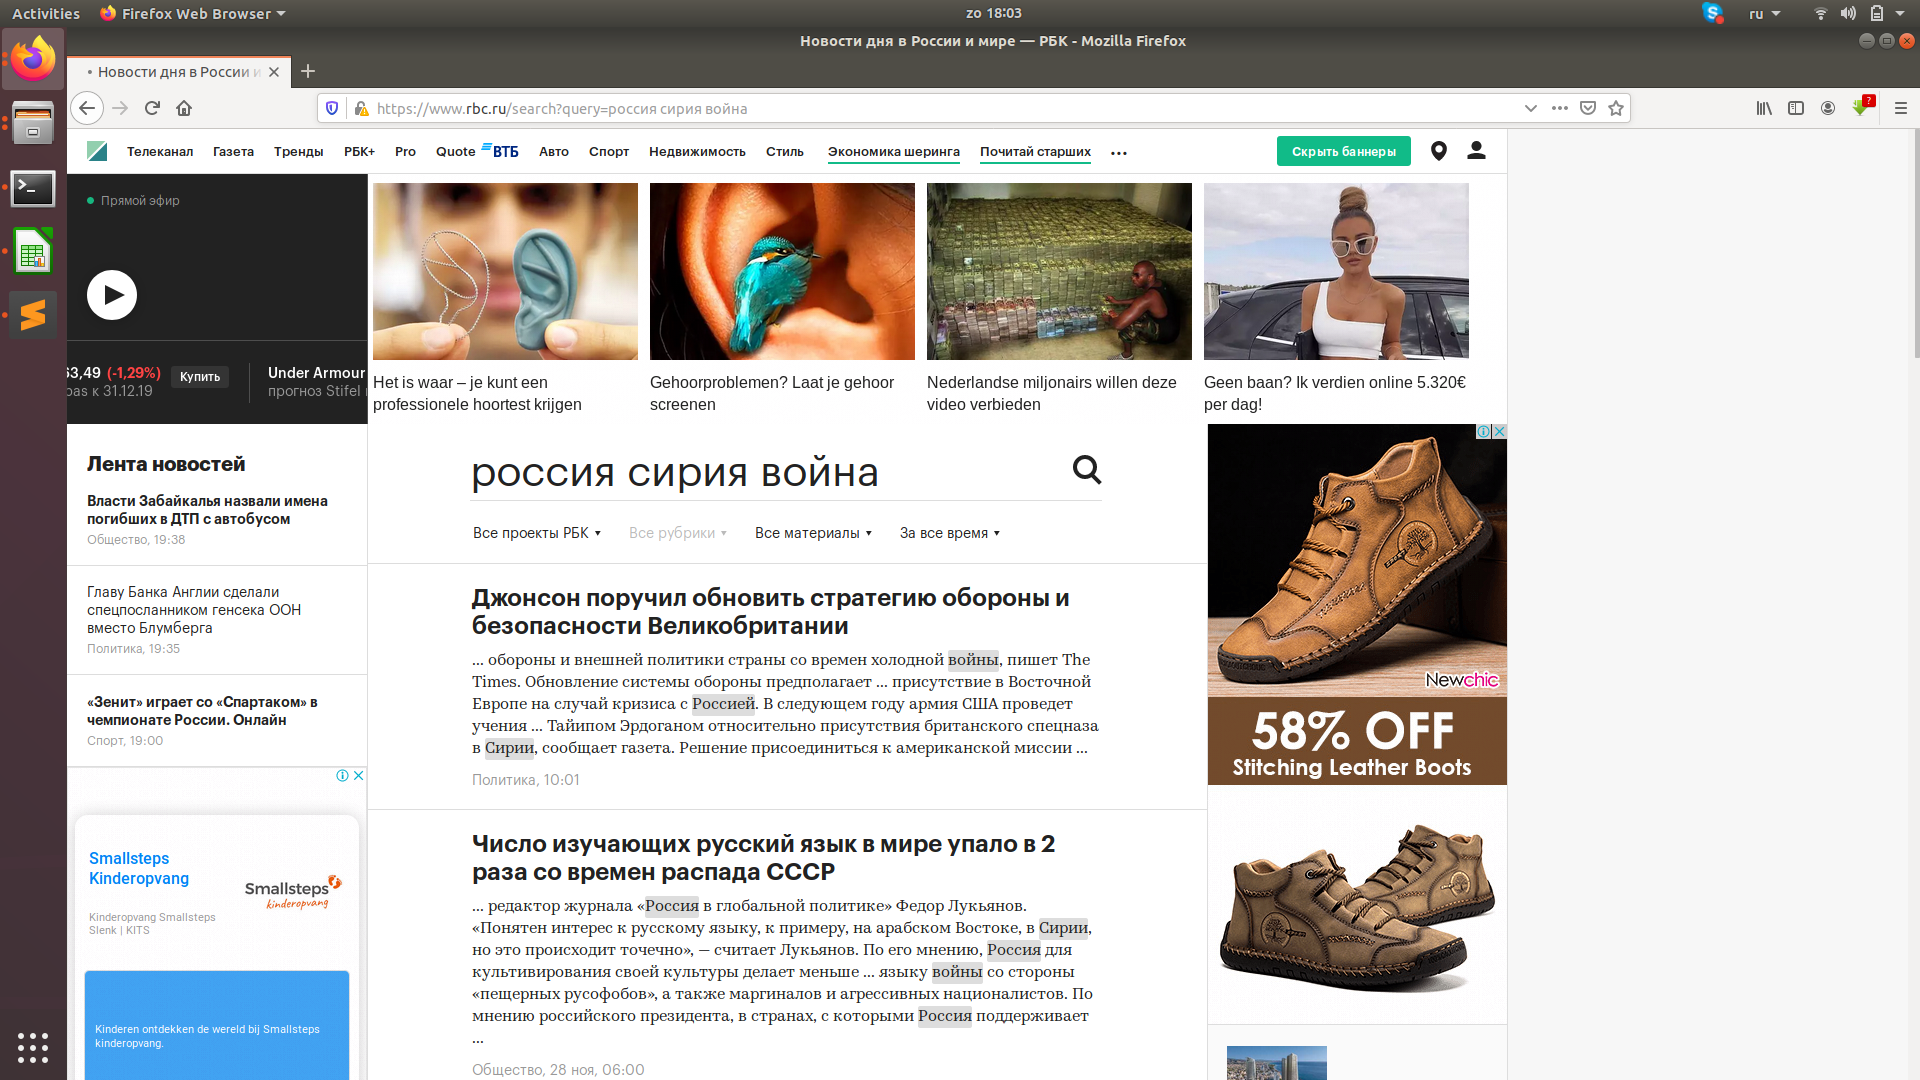 Activities
Firefox Web Browser
zo 18:03
ru
Новости дня в России и мире — РБК - Mozilla Firefox
Новости дня в России и
https://www.rbc.ru/search?query=россия сирия война
Телеканал
Газета
Тренды
РБК+
Pro
Quote
ВТБ
Авто
Спорт
Недвижимость
Стиль
Экономика шеринга
Почитай старших
Скрыть баннеры
Прямой эфир
63,49 (-1,29%)
Купить
Under Armour
к 31.12.19
прогноз Stifel
Het is waar – je kunt een
professionele hoortest krijgen
Gehoorproblemen? Laat je gehoor
screenen
Nederlandse miljonairs willen deze
video verbieden
Geen baan? Ik verdien online 5.320€
per dag!
Лента новостей
Власти Забайкалья назвали имена
погибших в ДТП с автобусом
Общество, 19:38
Главу Банка Англии сделали
спецпосланником генсека ООН
вместо Блумберга
Политика, 19:35
«Зенит» играет со «Спартаком» в
чемпионате России. Онлайн
Спорт, 19:00
Smallsteps
Kinderopvang
Smallsteps
kinderopvang
Kinderopvang Smallsteps
Slenk | KITS
Kinderen ontdekken de wereld bij Smallsteps
kinderopvang.
россия сирия война
Все проекты РБК
Все рубрики
Все материалы
За все время
Джонсон поручил обновить стратегию обороны и
безопасности Великобритании
... обороны и внешней политики страны со времен холодной войны, пишет The
Times. Обновление системы обороны предполагает ... присутствие в Восточной
Европе на случай кризиса с Россией. В следующем году армия США проведет
учения ... Тайипом Эрдоганом относительно присутствия британского спецназа
в Сирии, сообщает газета. Решение присоединиться к американской миссии ...
Политика, 10:01
Число изучающих русский язык в мире упало в 2
раза со времен распада СССР
... редактор журнала «Россия в глобальной политике» Федор Лукьянов.
«Понятен интерес к русскому языку, к примеру, на арабском Востоке, в Сирии,
но это происходит точечно», — считает Лукьянов. По его мнению, Россия для
культивирования своей культуры делает меньше ... языку войны со стороны
«пещерных русофобов», а также маргиналов и агрессивных националистов. По
мнению российского президента, в странах, с которыми Россия поддерживает
...
Общество, 28 ноя, 06:00
Newchic
58% OFF
Stitching Leather Boots